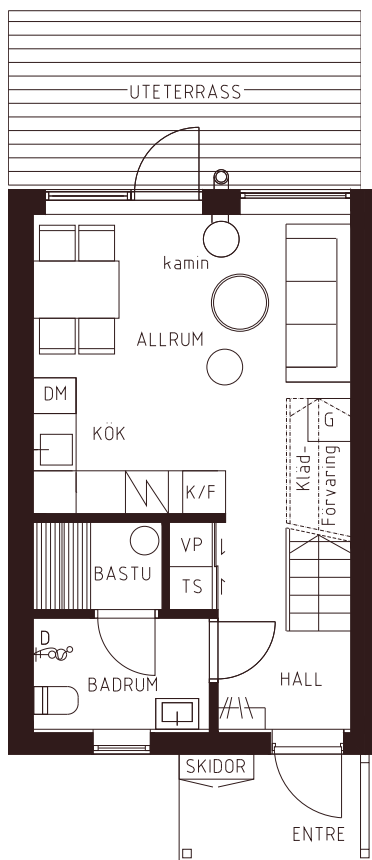 UTETERRASS
kamin
ALLRUM
DM
G
KÖK
Kläd-
Förvaring
K/F
VP
BASTU
TS
D
BADRUM
HALL
SKIDOR
ENTRE